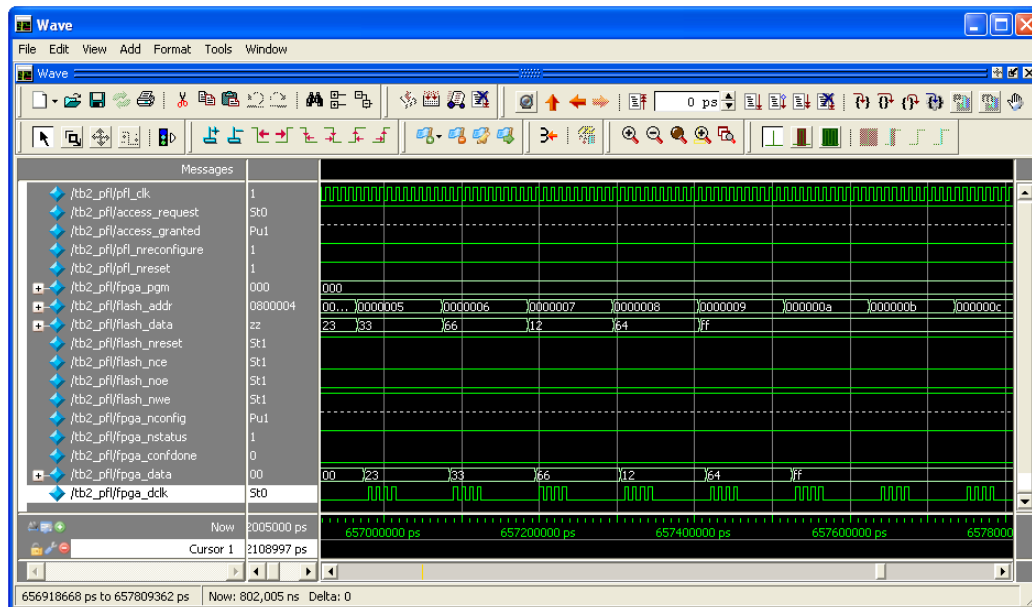 Wave
File Edit View Add Format Tools Window
Wave
0 ps
Messages
/tb2_pfl/pfl_clk 1
/tb2_pfl/access_request St0
/tb2_pfl/access_granted Pu1
/tb2_pfl/pfl_nreconfigure 1
/tb2_pfl/pfl_nreset 1
/tb2_pfl/fpga_pgm 000 000
/tb2_pfl/flash_addr 0800004 00... 0000005 0000006 0000007 0000008 0000009 000000a 000000b 000000c
/tb2_pfl/flash_data zz 23 33 66 12 64 ff
/tb2_pfl/flash_nreset St1
/tb2_pfl/flash_nce St1
/tb2_pfl/flash_noe St1
/tb2_pfl/flash_nwe St1
/tb2_pfl/fpga_nconfig Pu1
/tb2_pfl/fpga_nstatus 1
/tb2_pfl/fpga_confdone 0
/tb2_pfl/fpga_data 00 00 23 33 66 12 64 ff
/tb2_pfl/fpga_dclk St0
Now 2005000 ps 657000000 ps 657200000 ps 657400000 ps 657600000 ps 6578000
Cursor 1 2108997 ps
656918668 ps to 657809362 ps Now: 802,005 ns Delta: 0